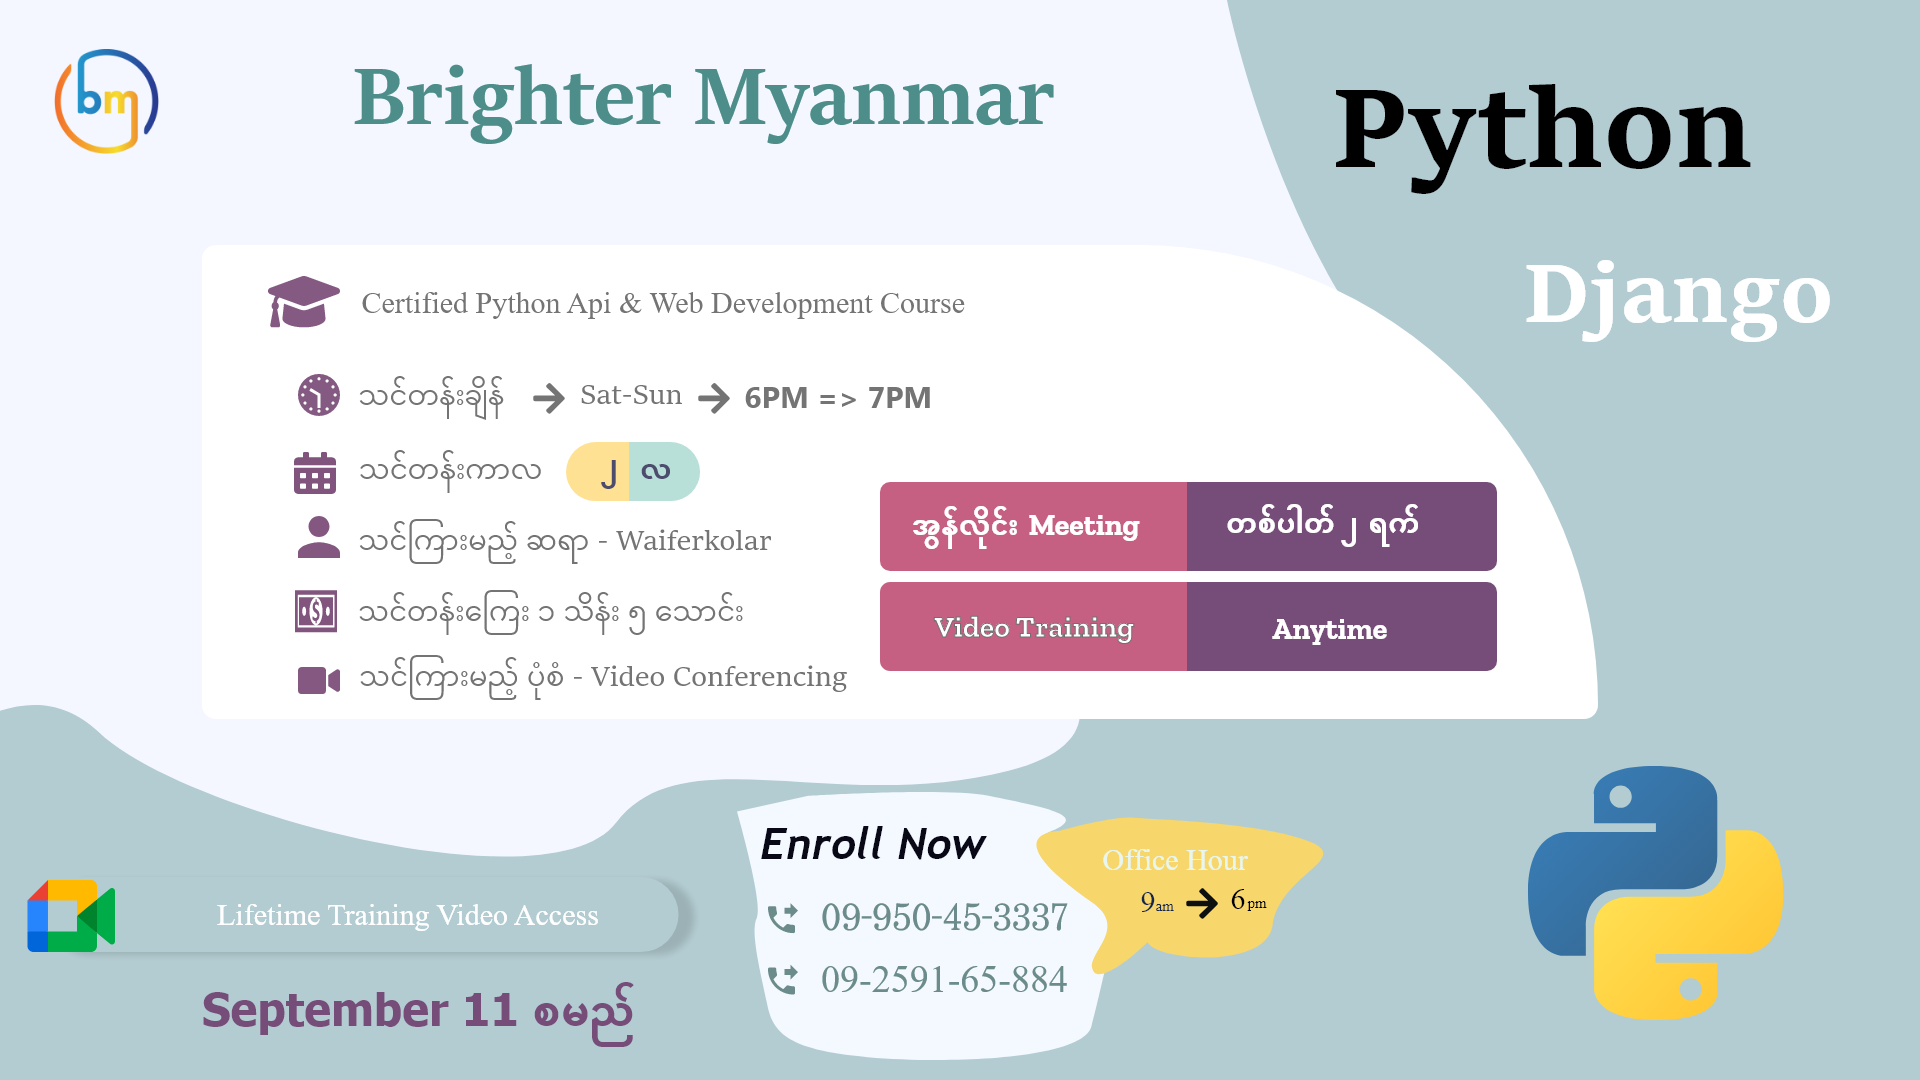 bm
Brighter Myanmar
Python
Django
Certified Python Api & Web Development Course
သင်တန်းချိန် → Sat-Sun → 6PM => 7PM
သင်တန်းကာလ ၂ လ
သင်ကြားမည့် ဆရာ - Waiferkolar
သင်တန်းကြေး ၁ သိန်း ၅ သောင်း
သင်ကြားမည့် ပုံစံ - Video Conferencing
အွန်လိုင်း Meeting တစ်ပါတ် ၂ ရက်
Video Training Anytime
Enroll Now
09-950-45-3337
09-2591-65-884
Office Hour
9am → 6pm
Lifetime Training Video Access
September 11 စမည်